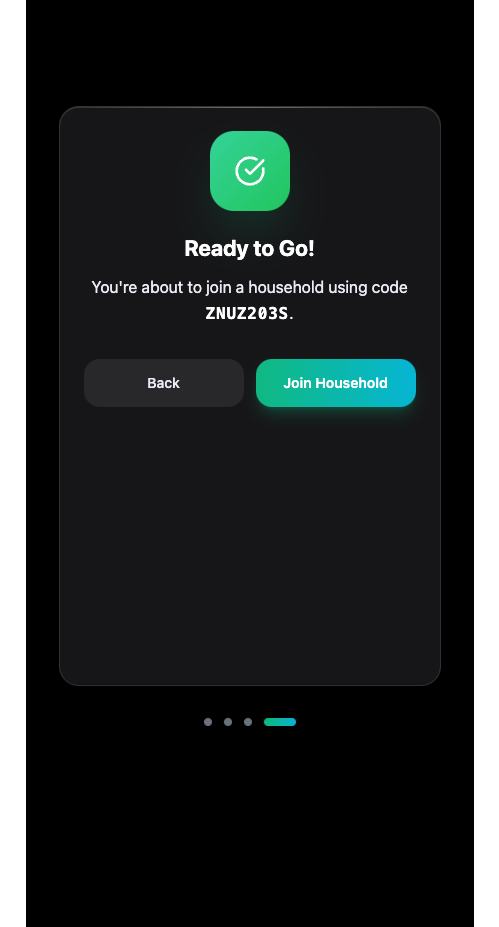 Ready to Go!
You're about to join a household using code
ZNUZ203S.
Back
Join Household